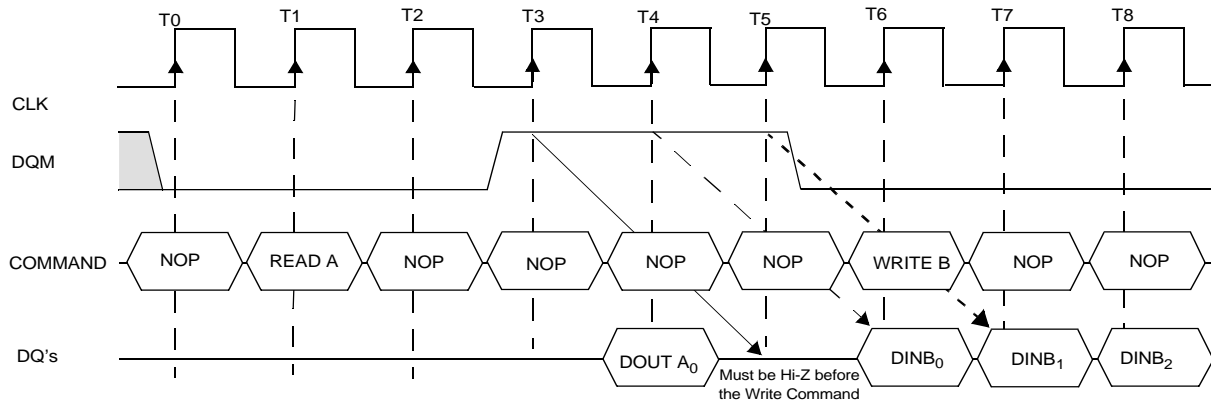 T0 T1 T2 T3 T4 T5 T6 T7 T8
CLK
DQM
COMMAND NOP READ A NOP NOP NOP NOP WRITE B NOP NOP
DQ's DOUT A0 DINB0 DINB1 DINB2
Must be Hi-Z before
the Write Command